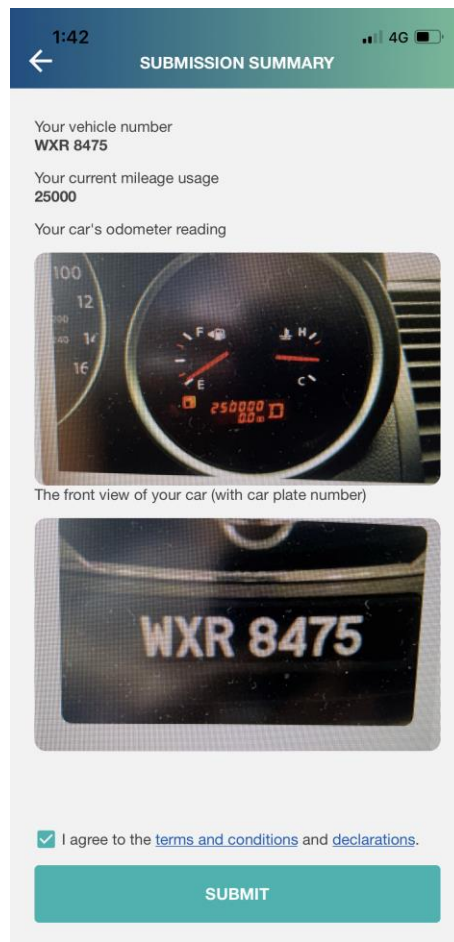 1:42
4G
SUBMISSION SUMMARY
Your vehicle number
WXR 8475
Your current mileage usage
25000
Your car's odometer reading
100
12
14
16
F
H
E
C
250000
0.0
The front view of your car (with car plate number)
WXR 8475
I agree to the terms and conditions and declarations.
SUBMIT